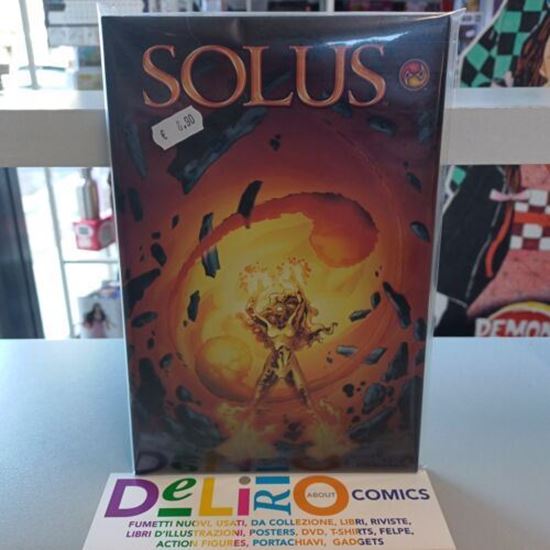 SOLUS
€ 6,90
DEMON
DeLiRiO ABOUT COMICS
FUMETTI NUOVI, USATI, DA COLLEZIONE, LIBRI, RIVISTE,
LIBRI D'ILLUSTRAZIONI, POSTERS, DVD, T-SHIRTS, FELPE,
ACTION FIGURES, PORTACHIAVI, GADGETS